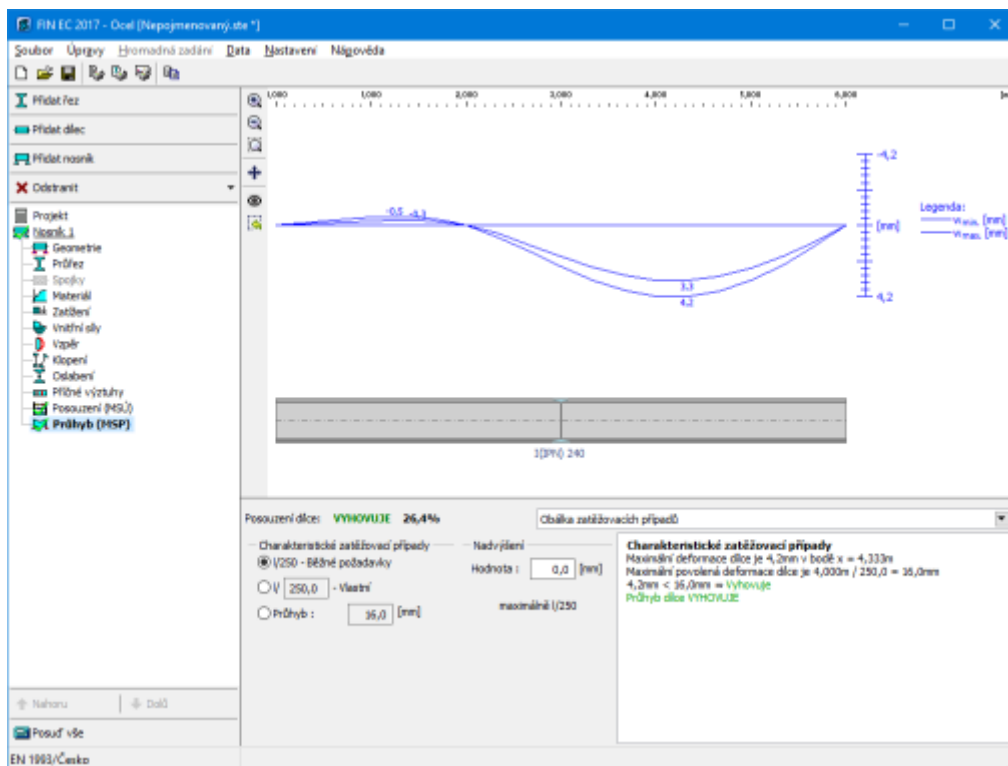 FIN EC 2017 - Ocel [Nepojmenovaný.ste *]
Soubor Úpravy Hromadná zadání Data Nastavení Nápověda
Přidat řez
Přidat dílec
Přidat nosník
Odstranit
Projekt
Nosník 1
Geometrie
Průřez
Spojky
Materiál
Zatížení
Vnitřní síly
Vzpěr
Klopení
Oslabení
Příčné výztuhy
Posouzení (MSÚ)
Průhyb (MSP)
Nahoru Dolů
Posuď vše
EN 1993/Česko
1,000 2,000 3,000 4,000 5,000 6,000
-4,2
[mm]
4,2
Legenda:
wmin. [mm]
wmax. [mm]
-0,5
3,3
4,2
I(IPN) 240
Posouzení dílce: VYHOVUJE 26,4%
Obálka zatěžovacích případů
Charakteristické zatěžovací případy
l/250 - Běžné požadavky
l/ 250,0 - Vlastní
Průhyb : 16,0 [mm]
Nadvýšení
Hodnota : 0,0 [mm]
maximálně l/250
Charakteristické zatěžovací případy
Maximální deformace dílce je 4,2mm v bodě x = 4,333m
Maximální povolená deformace dílce je 4,000m / 250,0 = 16,0mm
4,2mm < 16,0mm = Vyhovuje
Průhyb dílce VYHOVUJE